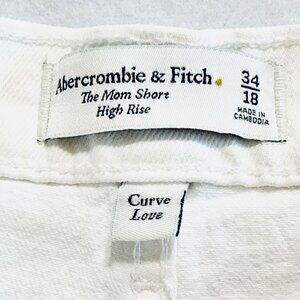 Abercrombie & Fitch.
The Mom Short
High Rise
34
18
MADE IN
CAMBODIA
Curve
Love